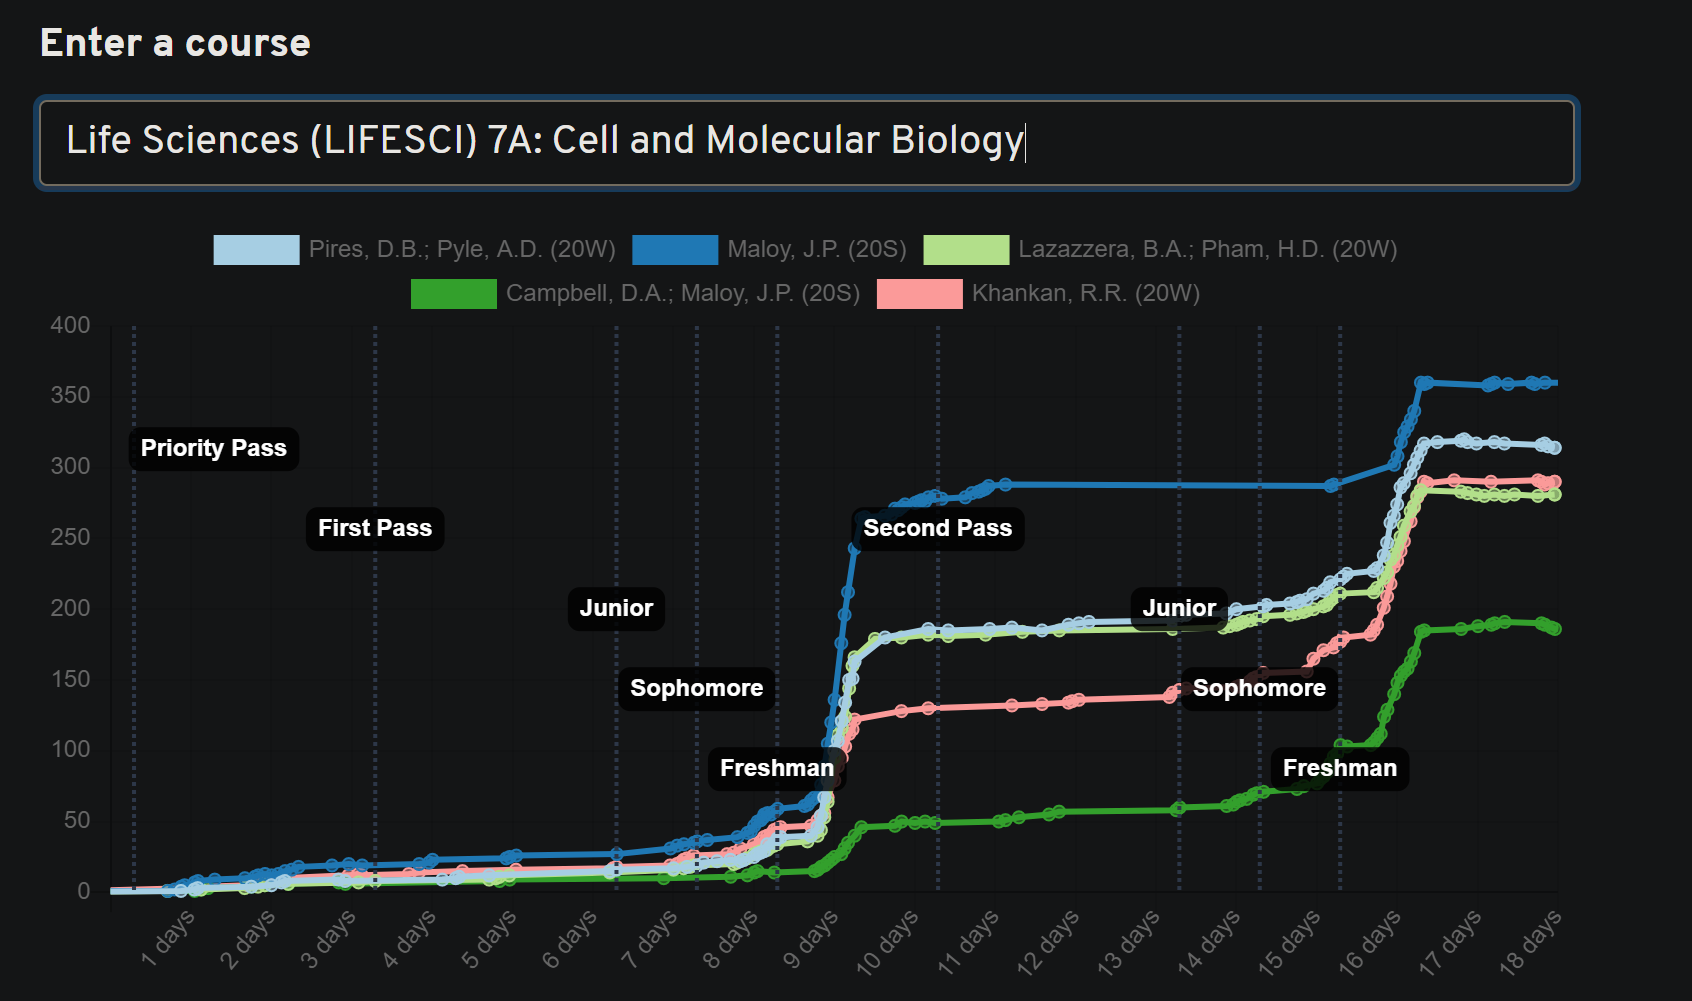 Enter a course
Life Sciences (LIFESCI) 7A: Cell and Molecular Biology
Pires, D.B.; Pyle, A.D. (20W) Maloy, J.P. (20S) Lazazzera, B.A.; Pham, H.D. (20W)
Campbell, D.A.; Maloy, J.P. (20S) Khankan, R.R. (20W)
400
350
Priority Pass
300
First Pass
Second Pass
250
Junior
Junior
200
Sophomore
Sophomore
150
100
Freshman
Freshman
50
0
1 days
2 days
3 days
4 days
5 days
6 days
7 days
8 days
9 days
10 days
11 days
12 days
13 days
14 days
15 days
16 days
17 days
18 days